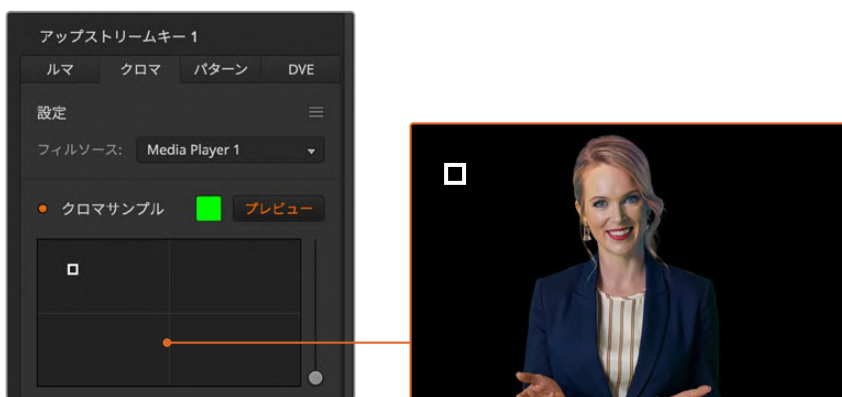 アップストリームキー 1
ルマ クロマ パターン DVE
設定
フィルソース: Media Player 1
クロマサンプル プレビュー